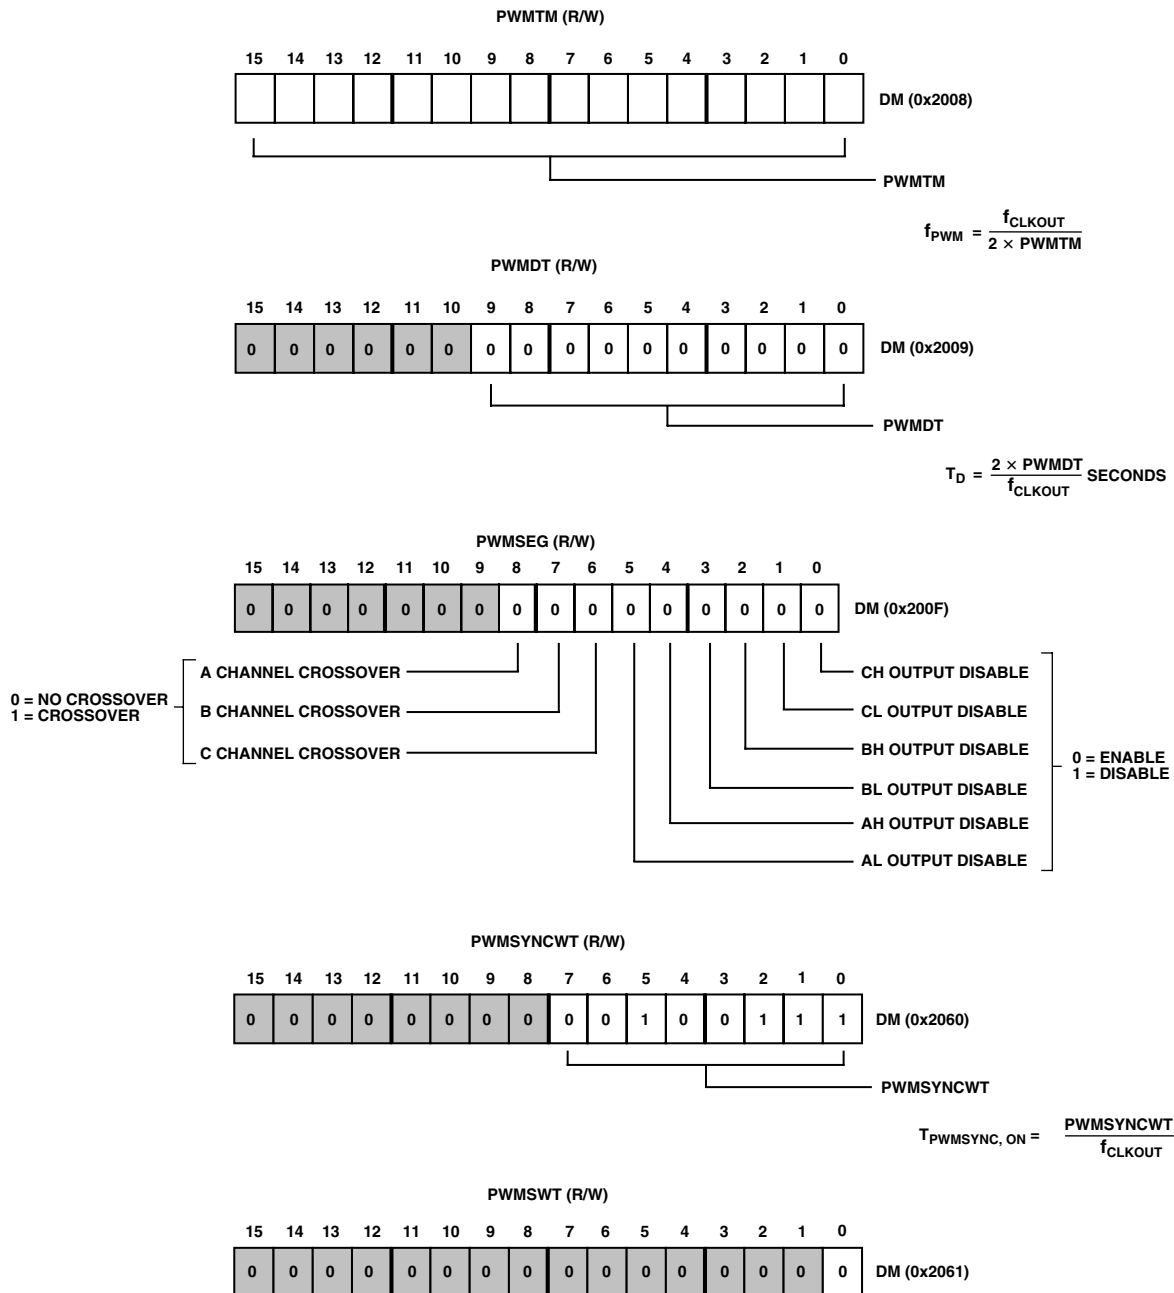 PWMTM (R/W)
15 14 13 12 11 10 9 8 7 6 5 4 3 2 1 0
DM (0x2008)
PWMTM
f_PWM = f_CLKOUT / 2 × PWMTM
PWMDT (R/W)
15 14 13 12 11 10 9 8 7 6 5 4 3 2 1 0
0 0 0 0 0 0 0 0 0 0 0 0 0 0 0 0 DM (0x2009)
PWMDT
T_D = 2 × PWMDT / f_CLKOUT SECONDS
PWMSEG (R/W)
15 14 13 12 11 10 9 8 7 6 5 4 3 2 1 0
0 0 0 0 0 0 0 0 0 0 0 0 0 0 0 0 DM (0x200F)
0 = NO CROSSOVER
1 = CROSSOVER
A CHANNEL CROSSOVER
B CHANNEL CROSSOVER
C CHANNEL CROSSOVER
CH OUTPUT DISABLE
CL OUTPUT DISABLE
BH OUTPUT DISABLE
BL OUTPUT DISABLE
AH OUTPUT DISABLE
AL OUTPUT DISABLE
0 = ENABLE
1 = DISABLE
PWMSYNCWT (R/W)
15 14 13 12 11 10 9 8 7 6 5 4 3 2 1 0
0 0 0 0 0 0 0 0 0 0 1 0 0 1 1 1 DM (0x2060)
PWMSYNCWT
T_PWMSYNC, ON = PWMSYNCWT / f_CLKOUT
PWMSWT (R/W)
15 14 13 12 11 10 9 8 7 6 5 4 3 2 1 0
0 0 0 0 0 0 0 0 0 0 0 0 0 0 0 0 DM (0x2061)